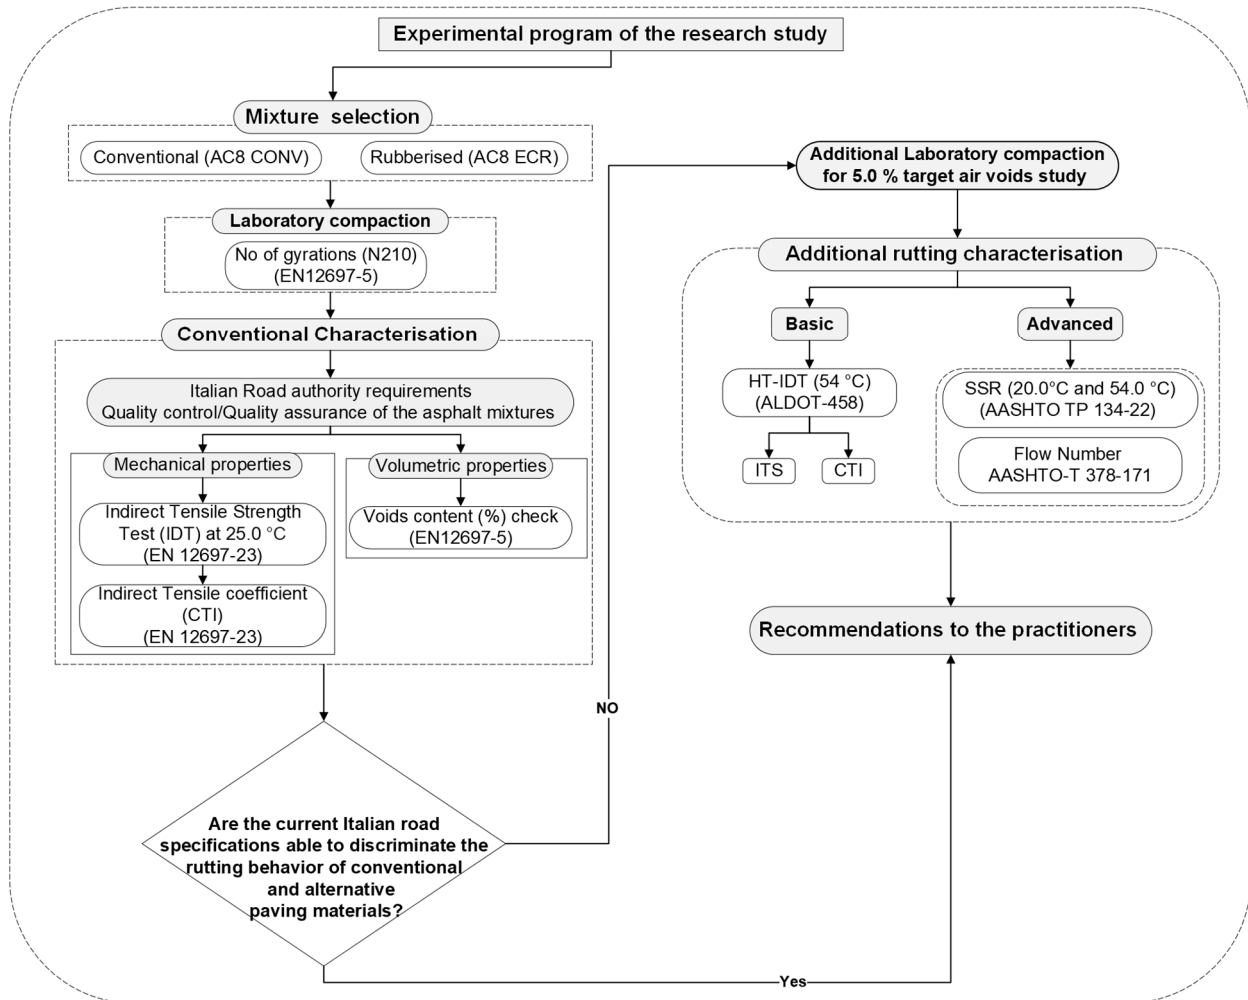 Experimental program of the research study
Mixture selection
Conventional (AC8 CONV)
Rubberised (AC8 ECR)
Laboratory compaction
No of gyrations (N210)
(EN12697-5)
Conventional Characterisation
Italian Road authority requirements
Quality control/Quality assurance of the asphalt mixtures
Mechanical properties
Indirect Tensile Strength
Test (IDT) at 25.0 °C
(EN 12697-23)
Indirect Tensile coefficient
(CTI)
(EN 12697-23)
Volumetric properties
Voids content (%) check
(EN12697-5)
Are the current Italian road
specifications able to discriminate the
rutting behavior of conventional
and alternative
paving materials?
NO
Yes
Additional Laboratory compaction
for 5.0 % target air voids study
Additional rutting characterisation
Basic
HT-IDT (54 °C)
(ALDOT-458)
ITS
CTI
Advanced
SSR (20.0°C and 54.0 °C)
(AASHTO TP 134-22)
Flow Number
AASHTO-T 378-171
Recommendations to the practitioners